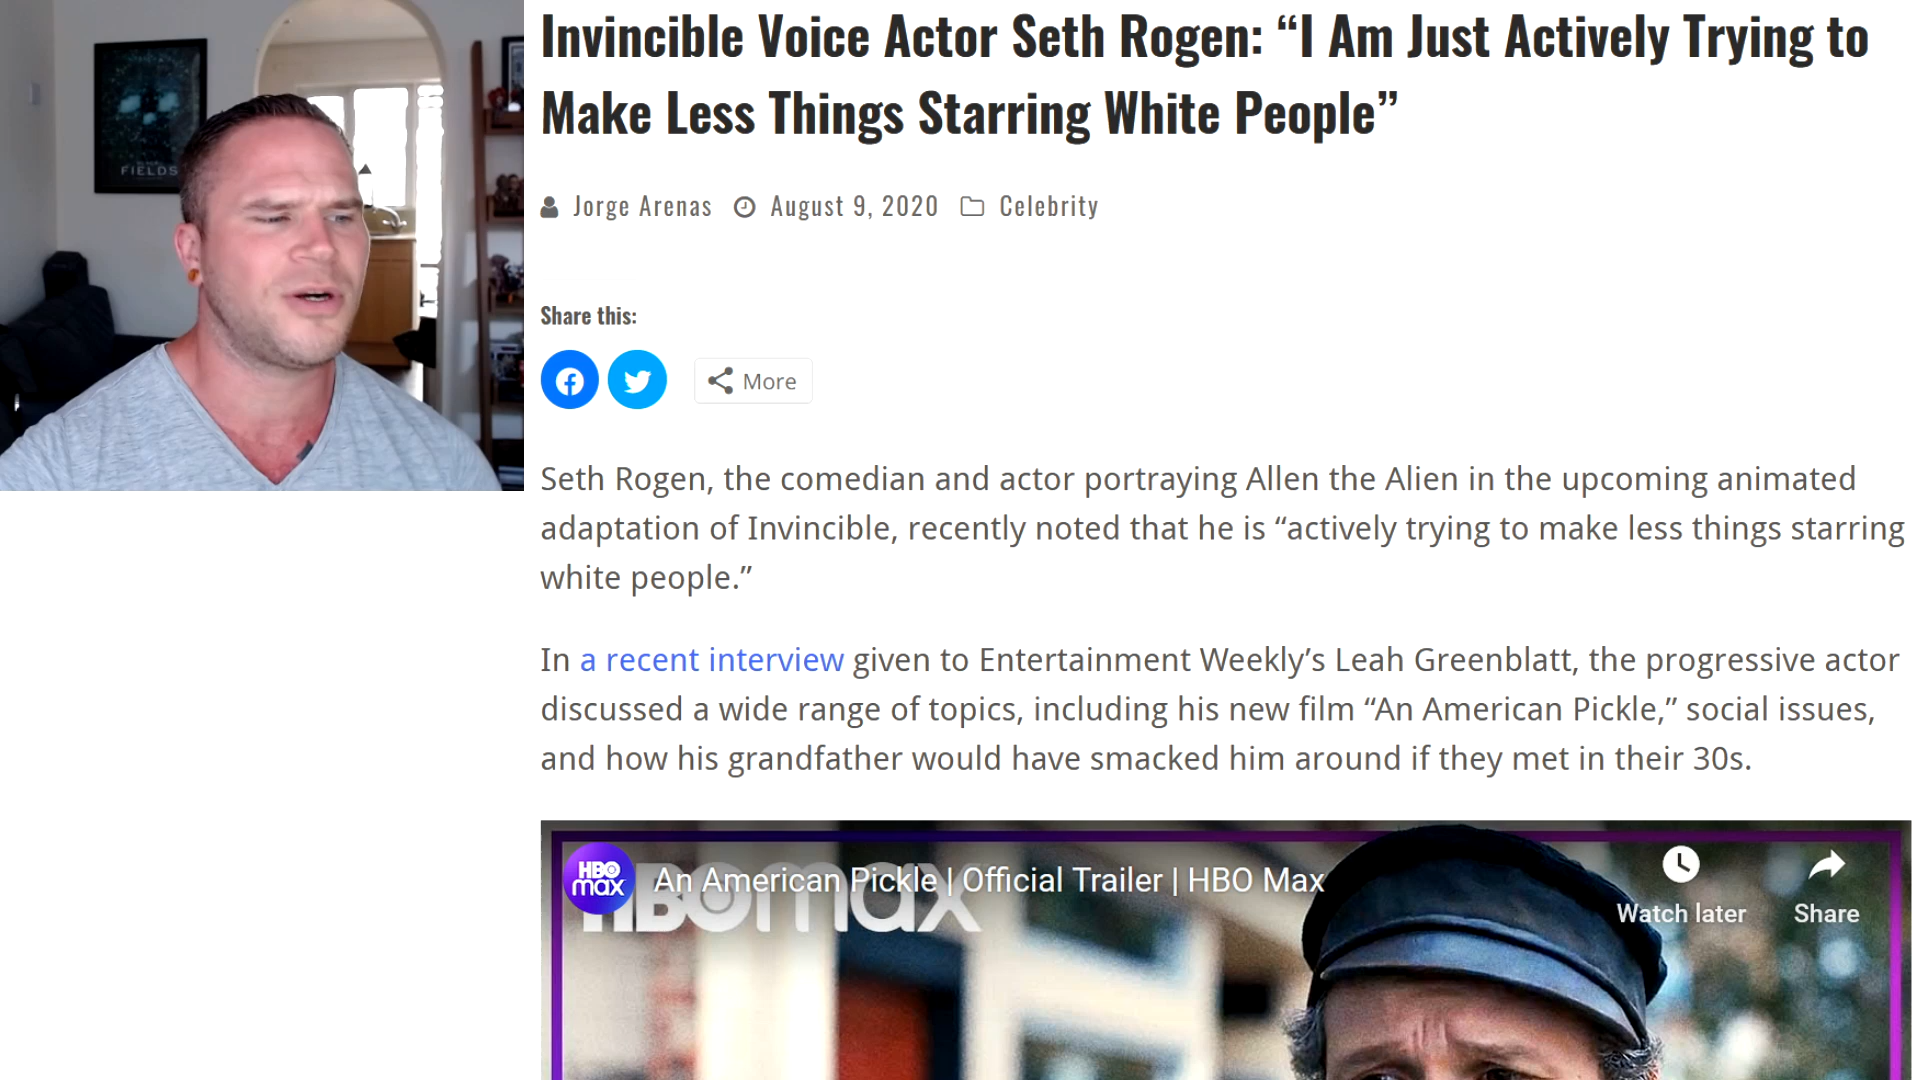 Invincible Voice Actor Seth Rogen: “I Am Just Actively Trying to
Make Less Things Starring White People”
Jorge Arenas August 9, 2020 Celebrity
Share this:
More
Seth Rogen, the comedian and actor portraying Allen the Alien in the upcoming animated
adaptation of Invincible, recently noted that he is “actively trying to make less things starring
white people.”
In a recent interview given to Entertainment Weekly’s Leah Greenblatt, the progressive actor
discussed a wide range of topics, including his new film “An American Pickle,” social issues,
and how his grandfather would have smacked him around if they met in their 30s.
HBO
max
An American Pickle | Official Trailer | HBO Max
HBOmax
Watch later
Share
FIELDS